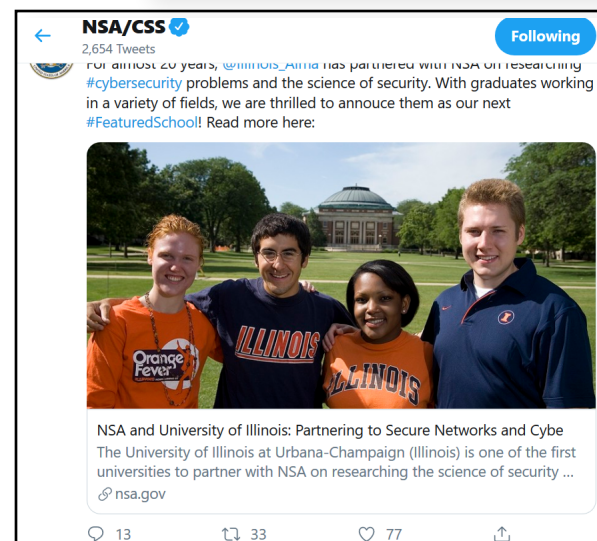 NSA/CSS
2,654 Tweets
Following
For almost 20 years, @Illinois_Alma has partnered with NSA on researching
#cybersecurity problems and the science of security. With graduates working
in a variety of fields, we are thrilled to annouce them as our next
#FeaturedSchool! Read more here:
Orange
Fever
ILLINOIS
ILLINOIS
I
NSA and University of Illinois: Partnering to Secure Networks and Cybe
The University of Illinois at Urbana-Champaign (Illinois) is one of the first
universities to partner with NSA on researching the science of security ...
nsa.gov
13
33
77